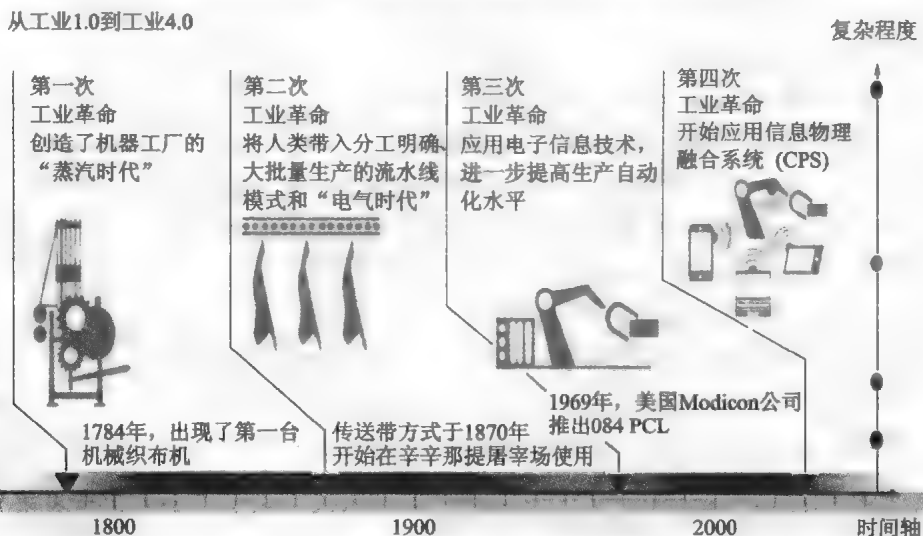 从工业1.0到工业4.0
复杂程度
第一次
工业革命
创造了机器工厂的
“蒸汽时代”
第二次
工业革命
将人类带入分工明确、
大批量生产的流水线
模式和“电气时代”
第三次
工业革命
应用电子信息技术，
进一步提高生产自动
化水平
第四次
工业革命
开始应用信息物理
融合系统 (CPS)
1784年，出现了第一台
机械织布机
传送带方式于1870年
开始在辛辛那提屠宰场使用
1969年，美国Modicon公司
推出084 PCL
1800
1900
2000
时间轴